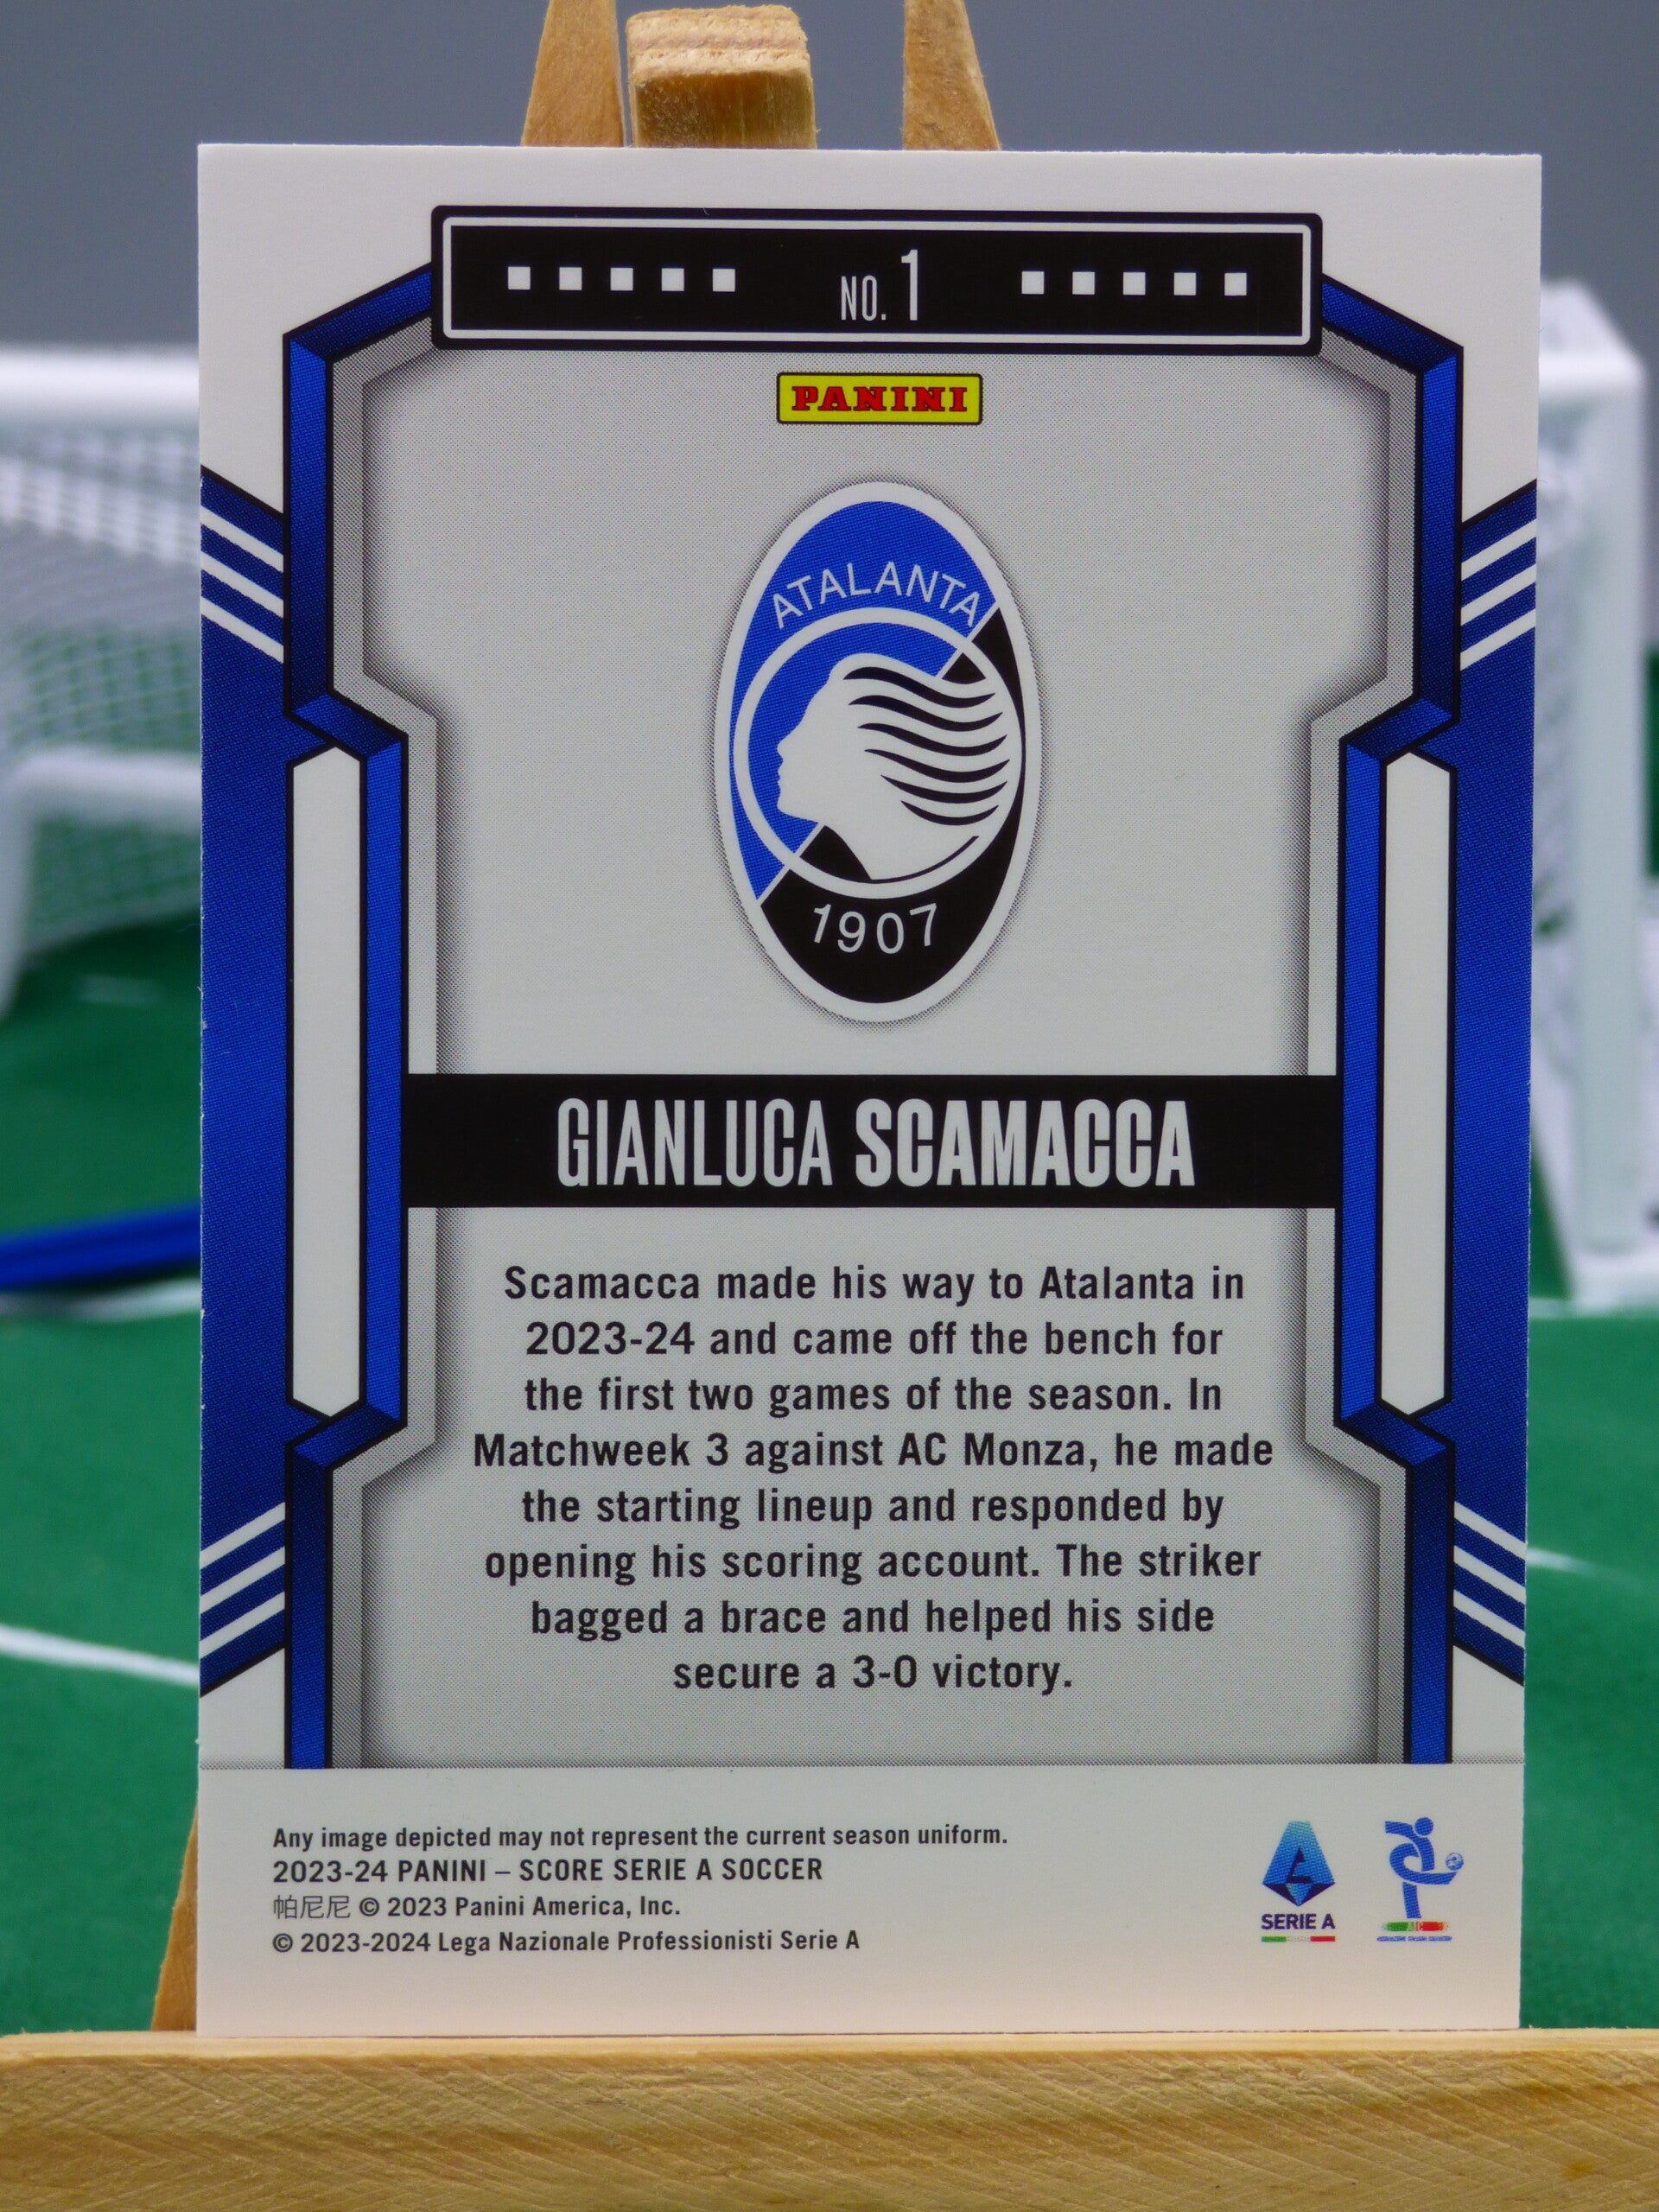 NO. 1
PANINI
ATALANTA
1907
GIANLUCA SCAMACCA
Scamacca made his way to Atalanta in
2023-24 and came off the bench for
the first two games of the season. In
Matchweek 3 against AC Monza, he made
the starting lineup and responded by
opening his scoring account. The striker
bagged a brace and helped his side
secure a 3-0 victory.
Any image depicted may not represent the current season uniform.
2023-24 PANINI – SCORE SERIE A SOCCER
帕尼尼 © 2023 Panini America, Inc.
© 2023-2024 Lega Nazionale Professionisti Serie A
SERIE A